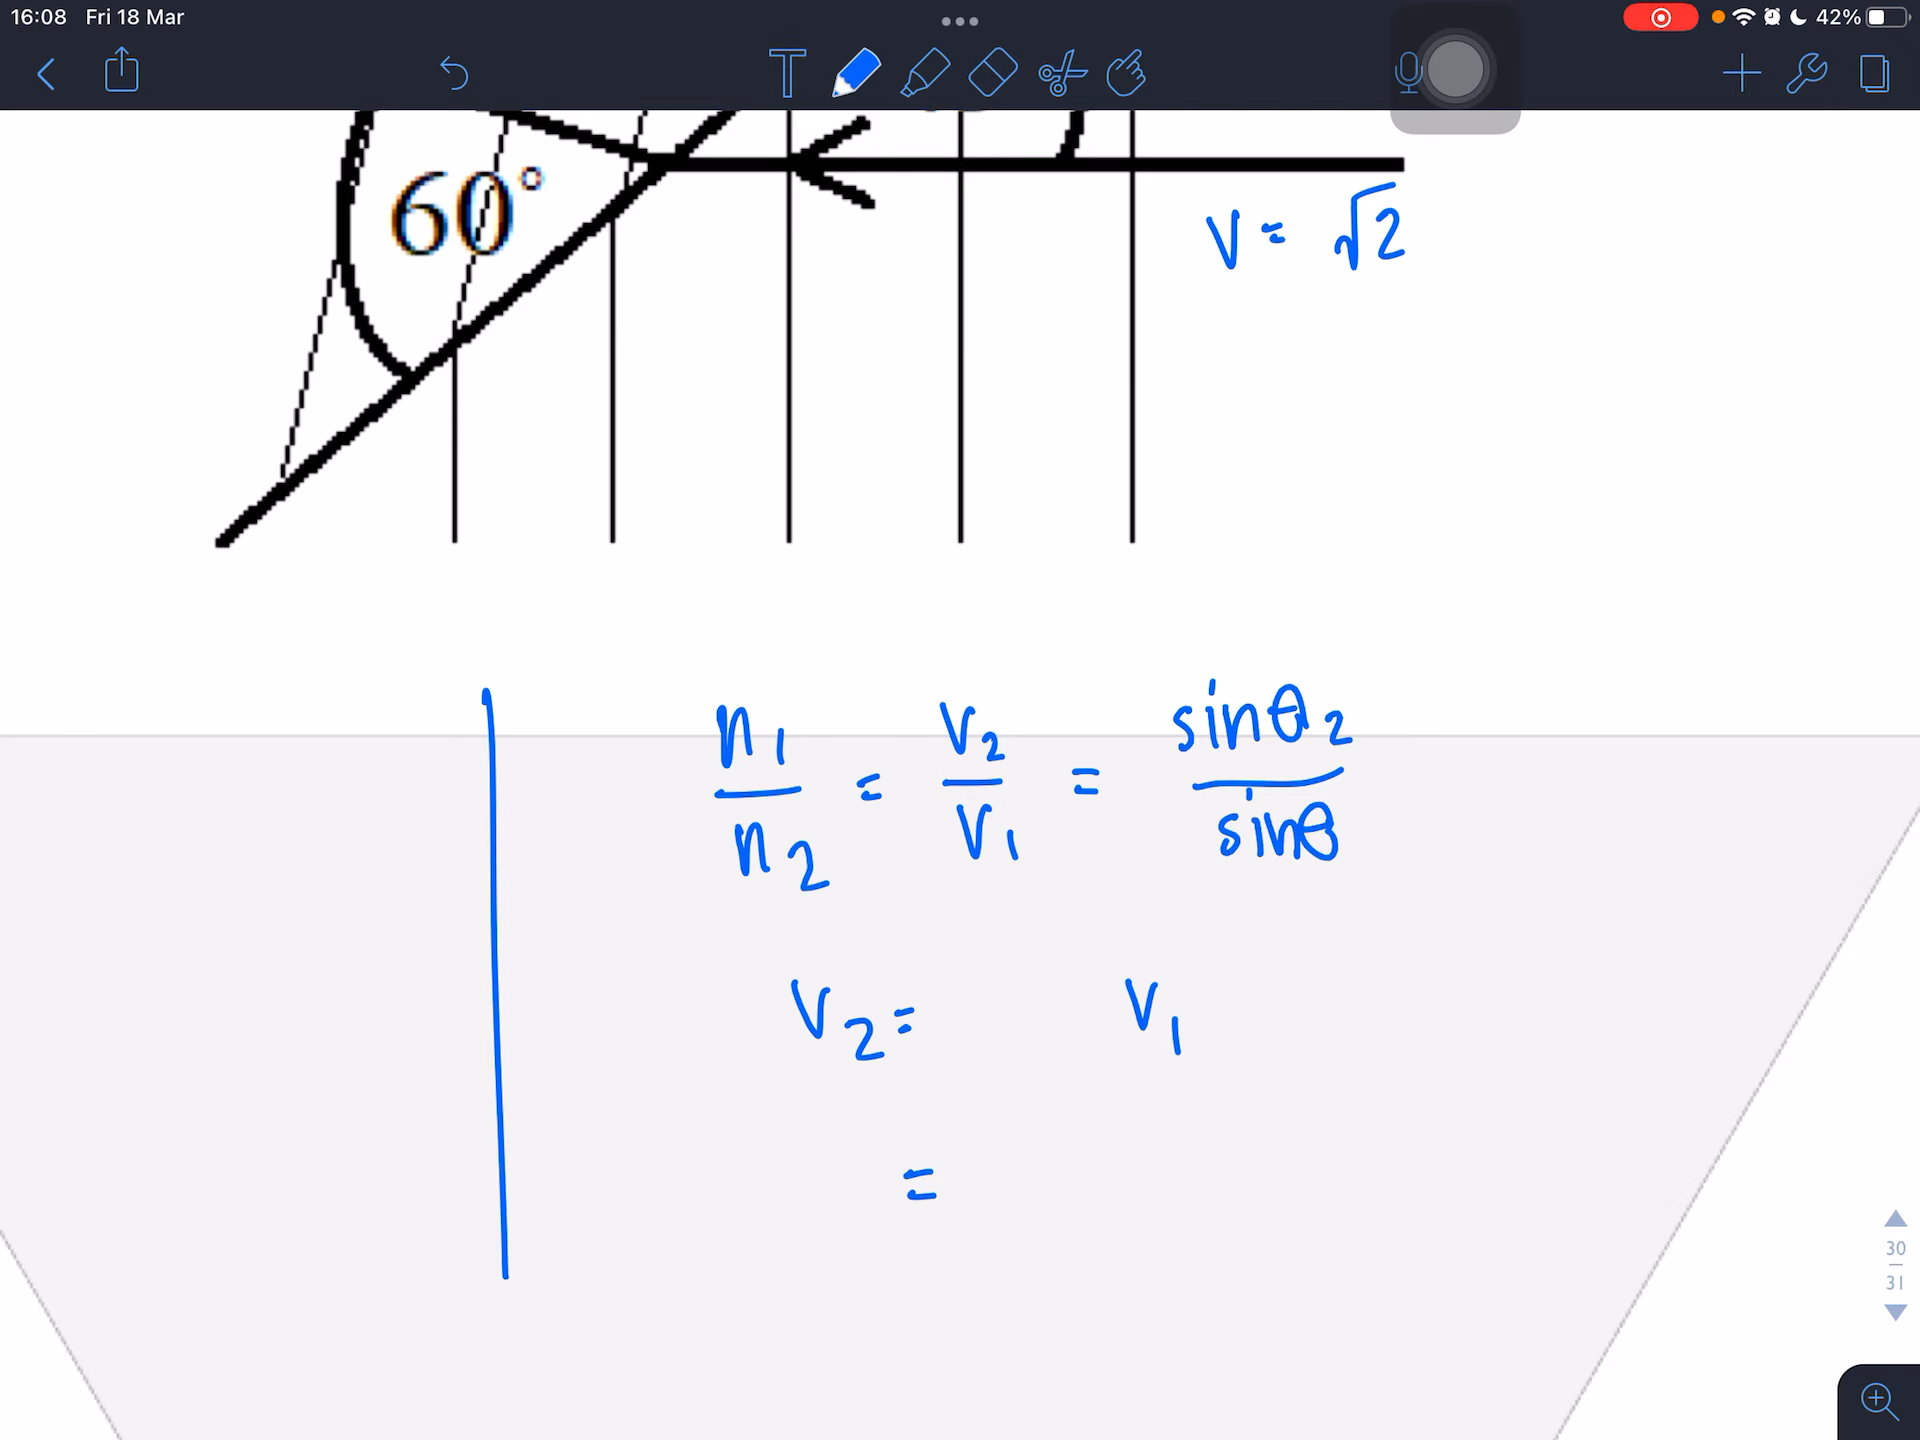 16:08 Fri 18 Mar 42%
T
60°
v = √2
n1/n2 = v2/v1 = sinθ2/sinθ
v2 = v1
=
30
31